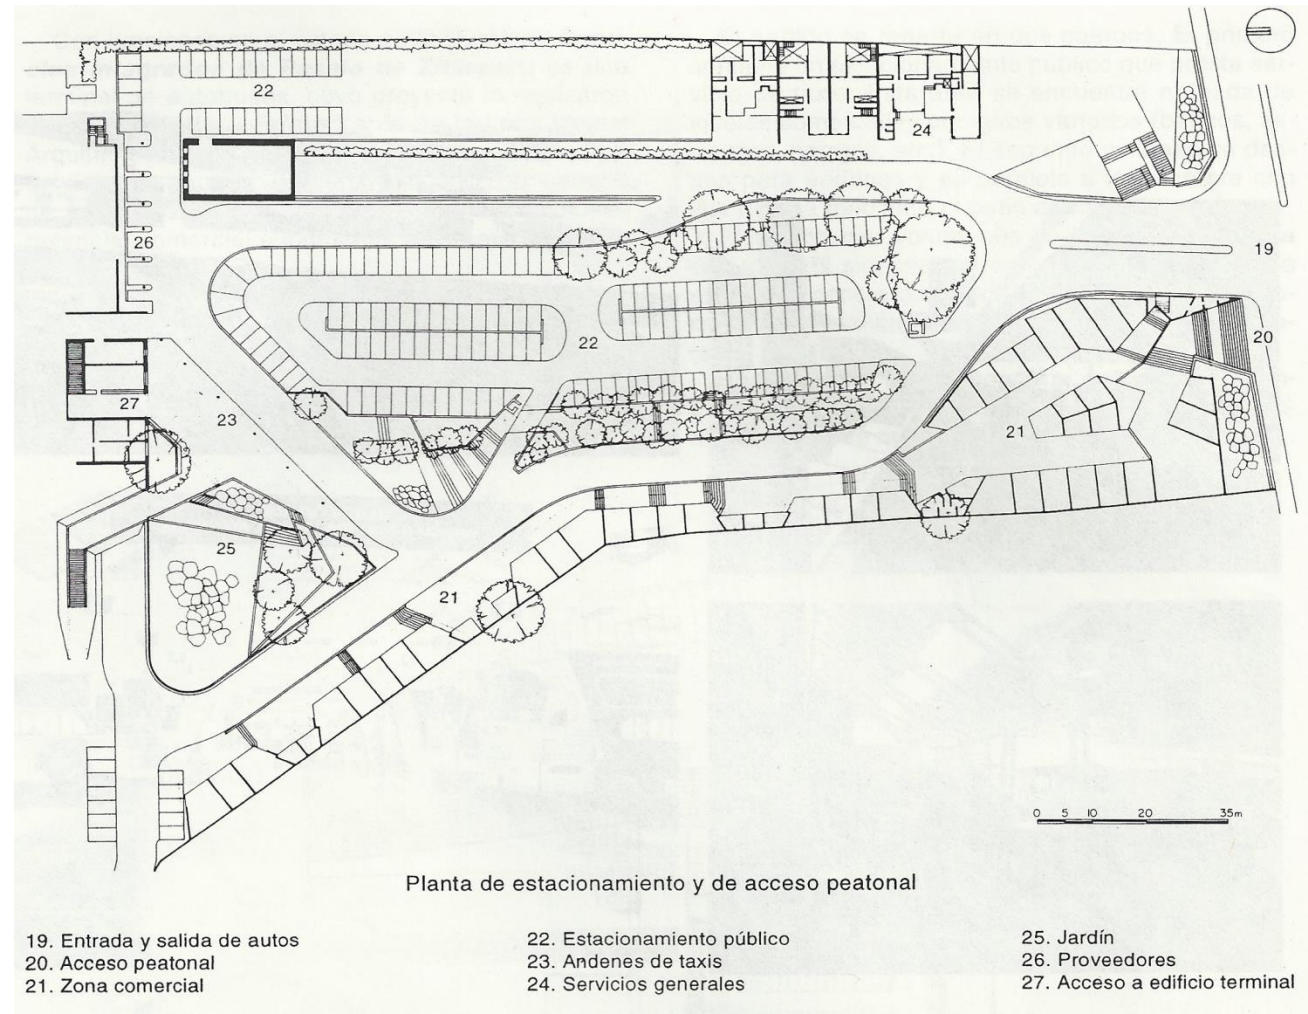 22
24
26
19
20
22
27
23
21
25
21
0 5 10 20 35m
Planta de estacionamiento y de acceso peatonal
19. Entrada y salida de autos
20. Acceso peatonal
21. Zona comercial
22. Estacionamiento público
23. Andenes de taxis
24. Servicios generales
25. Jardín
26. Proveedores
27. Acceso a edificio terminal